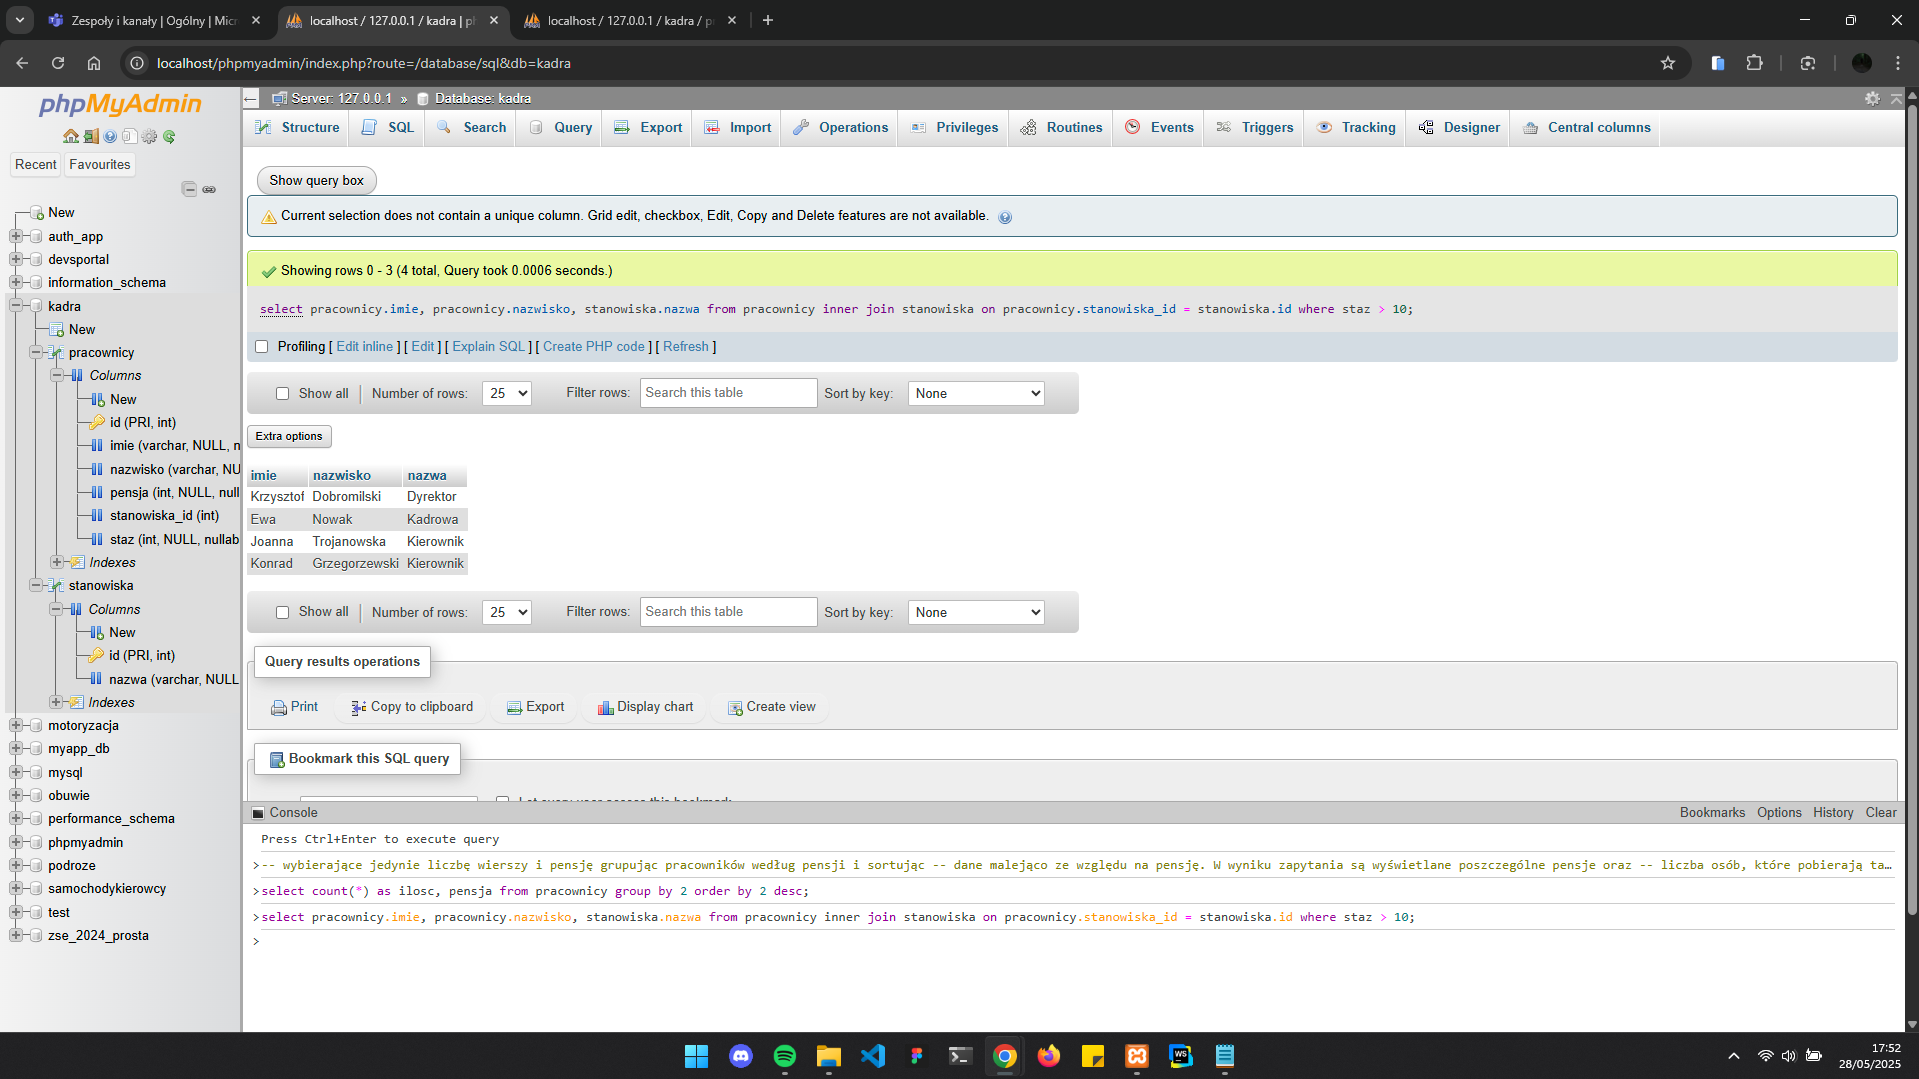 Zespoły i kanały | Ogólny | Micr
localhost / 127.0.0.1 / kadra | ph
localhost / 127.0.0.1 / kadra / p
localhost/phpmyadmin/index.php?route=/database/sql&db=kadra
phpMyAdmin
Recent
Favourites
New
auth_app
devsportal
information_schema
kadra
New
pracownicy
Columns
New
id (PRI, int)
imie (varchar, NULL, n
nazwisko (varchar, NU
pensja (int, NULL, null
stanowiska_id (int)
staz (int, NULL, nullab
Indexes
stanowiska
Columns
New
id (PRI, int)
nazwa (varchar, NULL
Indexes
motoryzacja
myapp_db
mysql
obuwie
performance_schema
phpmyadmin
podroze
samochodykierowcy
test
zse_2024_prosta
Server: 127.0.0.1 » Database: kadra
Structure SQL Search Query Export Import Operations Privileges Routines Events Triggers Tracking Designer Central columns
Show query box
Current selection does not contain a unique column. Grid edit, checkbox, Edit, Copy and Delete features are not available.
Showing rows 0 - 3 (4 total, Query took 0.0006 seconds.)
select pracownicy.imie, pracownicy.nazwisko, stanowiska.nazwa from pracownicy inner join stanowiska on pracownicy.stanowiska_id = stanowiska.id where staz > 10;
Profiling [ Edit inline ] [ Edit ] [ Explain SQL ] [ Create PHP code ] [ Refresh ]
Show all | Number of rows: 25 Filter rows: Search this table Sort by key: None
Extra options
imie nazwisko nazwa
Krzysztof Dobromilski Dyrektor
Ewa Nowak Kadrowa
Joanna Trojanowska Kierownik
Konrad Grzegorzewski Kierownik
Show all | Number of rows: 25 Filter rows: Search this table Sort by key: None
Query results operations
Print Copy to clipboard Export Display chart Create view
Bookmark this SQL query
Console Bookmarks Options History Clear
Press Ctrl+Enter to execute query
>-- wybierające jedynie liczbę wierszy i pensję grupując pracowników według pensji i sortując -- dane malejąco ze względu na pensję. W wyniku zapytania są wyświetlane poszczególne pensje oraz -- liczba osób, które pobierają ta…
>select count(*) as ilosc, pensja from pracownicy group by 2 order by 2 desc;
>select pracownicy.imie, pracownicy.nazwisko, stanowiska.nazwa from pracownicy inner join stanowiska on pracownicy.stanowiska_id = stanowiska.id where staz > 10;
>
WS
17:52
28/05/2025